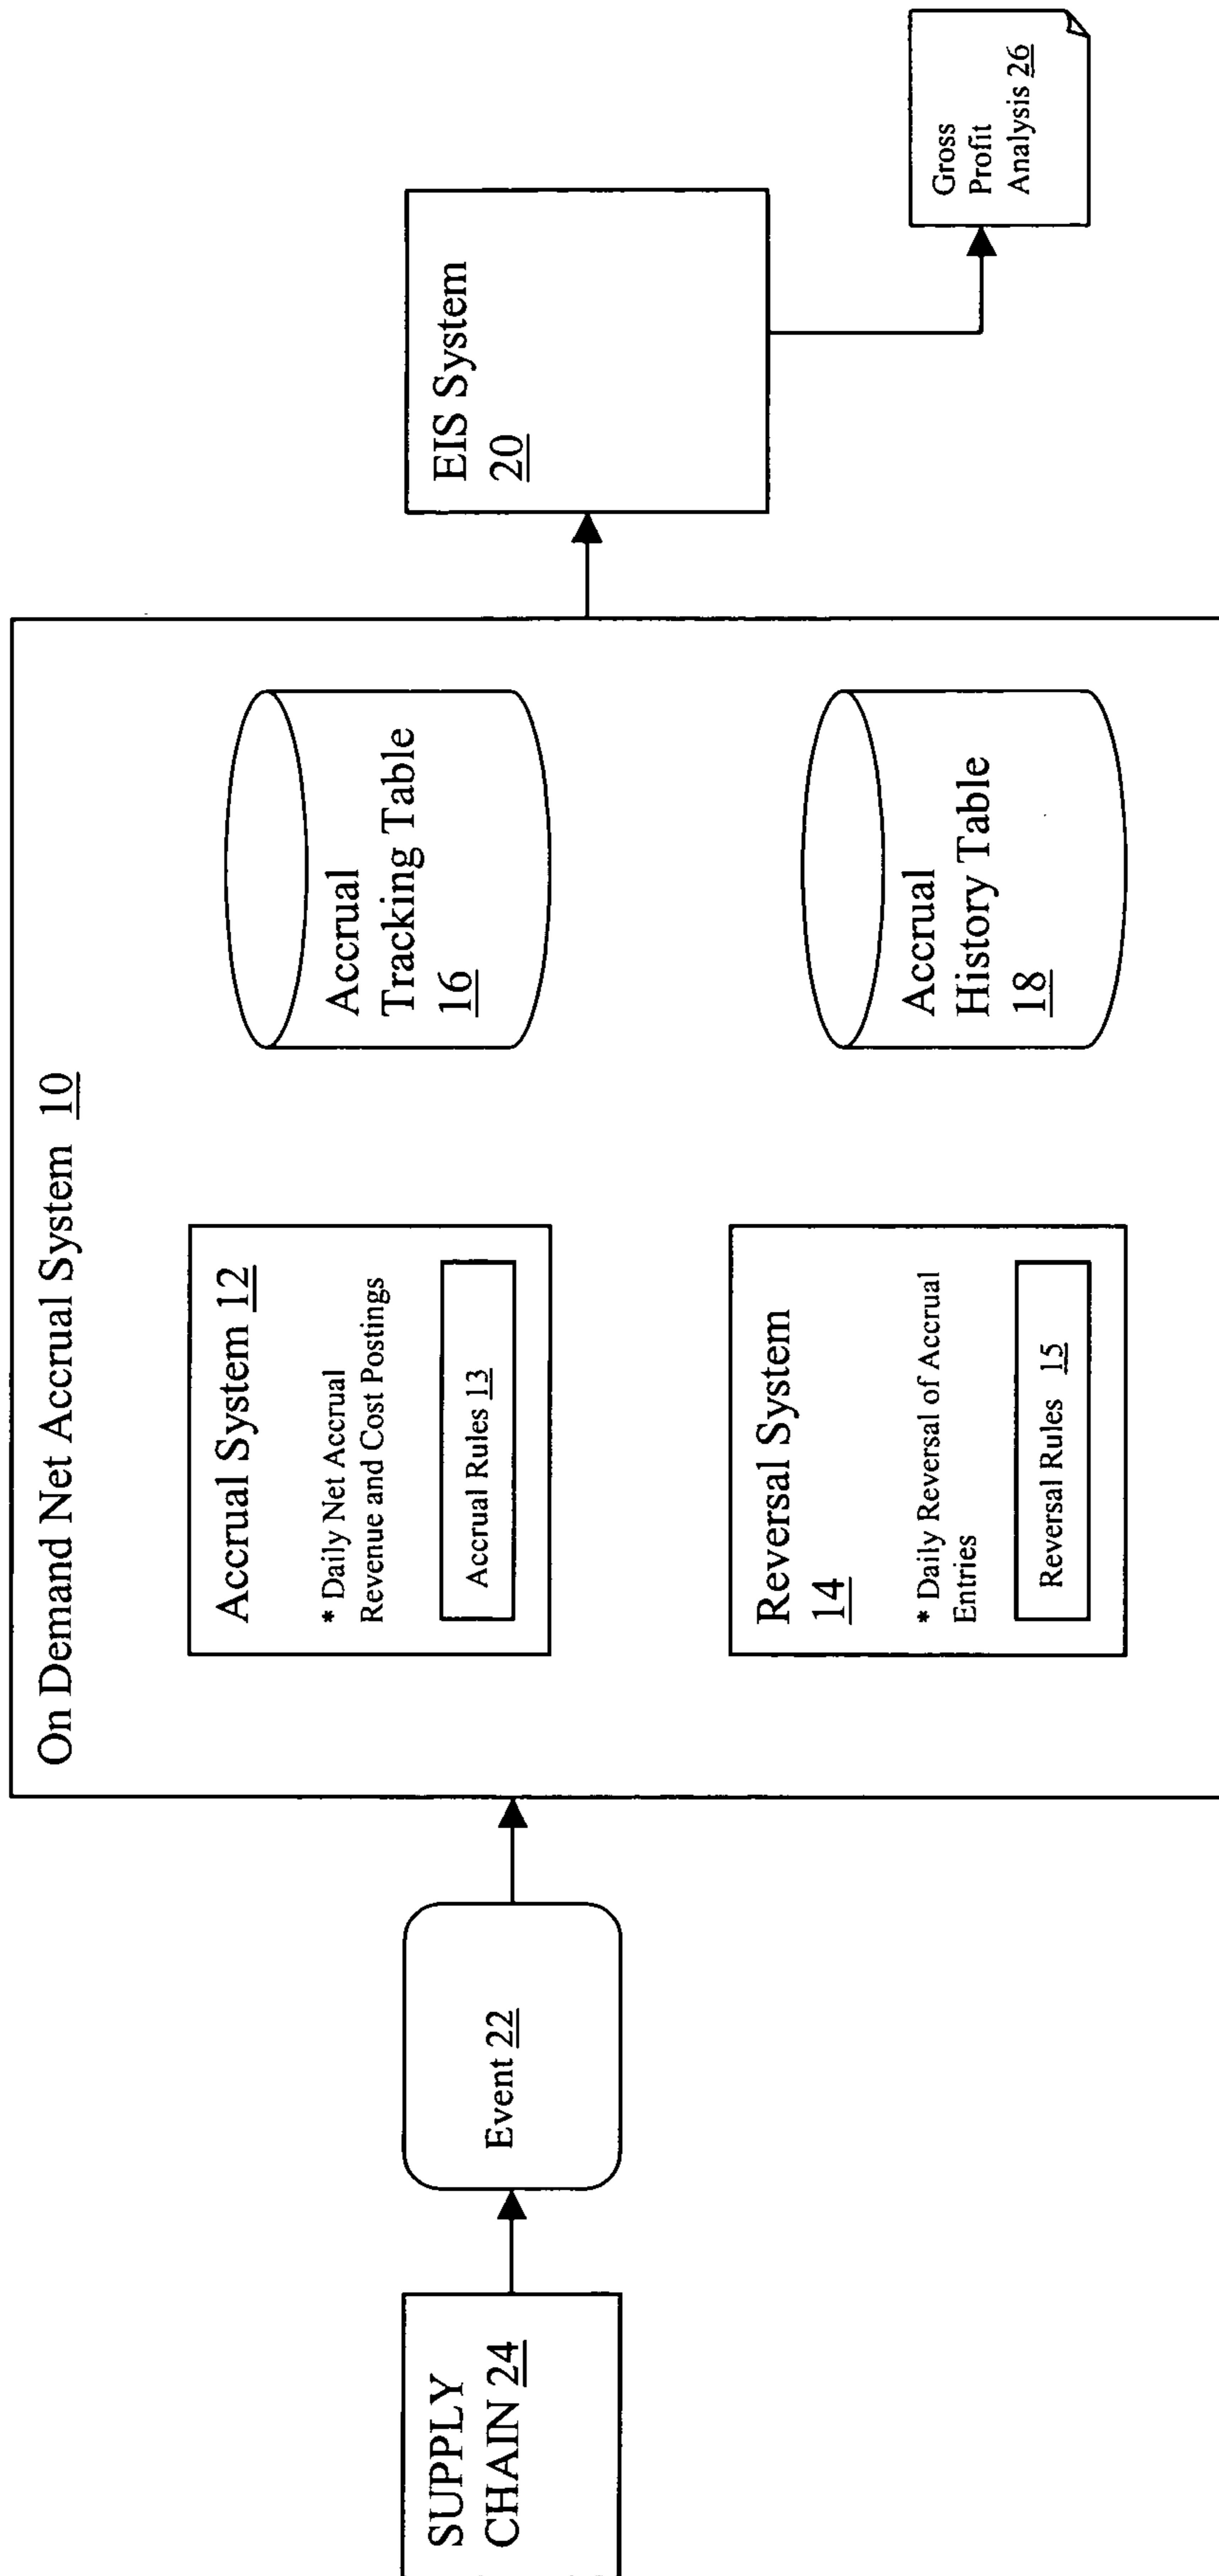 SUPPLY
CHAIN 24
Event 22
On Demand Net Accrual System 10
Accrual System 12
* Daily Net Accrual
Revenue and Cost Postings
Accrual Rules 13
Reversal System
14
* Daily Reversal of Accrual
Entries
Reversal Rules 15
Accrual
Tracking Table
16
Accrual
History Table
18
EIS System
20
Gross
Profit
Analysis 26